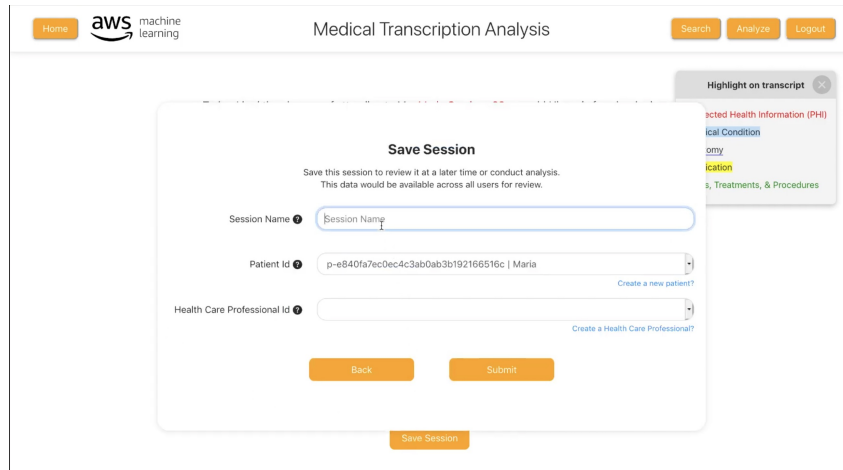 Home
aws machine
learning
Medical Transcription Analysis
Search
Analyze
Logout
Highlight on transcript
ected Health Information (PHI)
ical Condition
omy
ication
s, Treatments, & Procedures
Save Session
Save this session to review it at a later time or conduct analysis.
This data would be available across all users for review.
Session Name ?
Session Name
Patient Id ?
p-e840fa7ec0ec4c3ab0ab3b192166516c | Maria
Create a new patient?
Health Care Professional Id ?
Create a Health Care Professional?
Back
Submit
Save Session